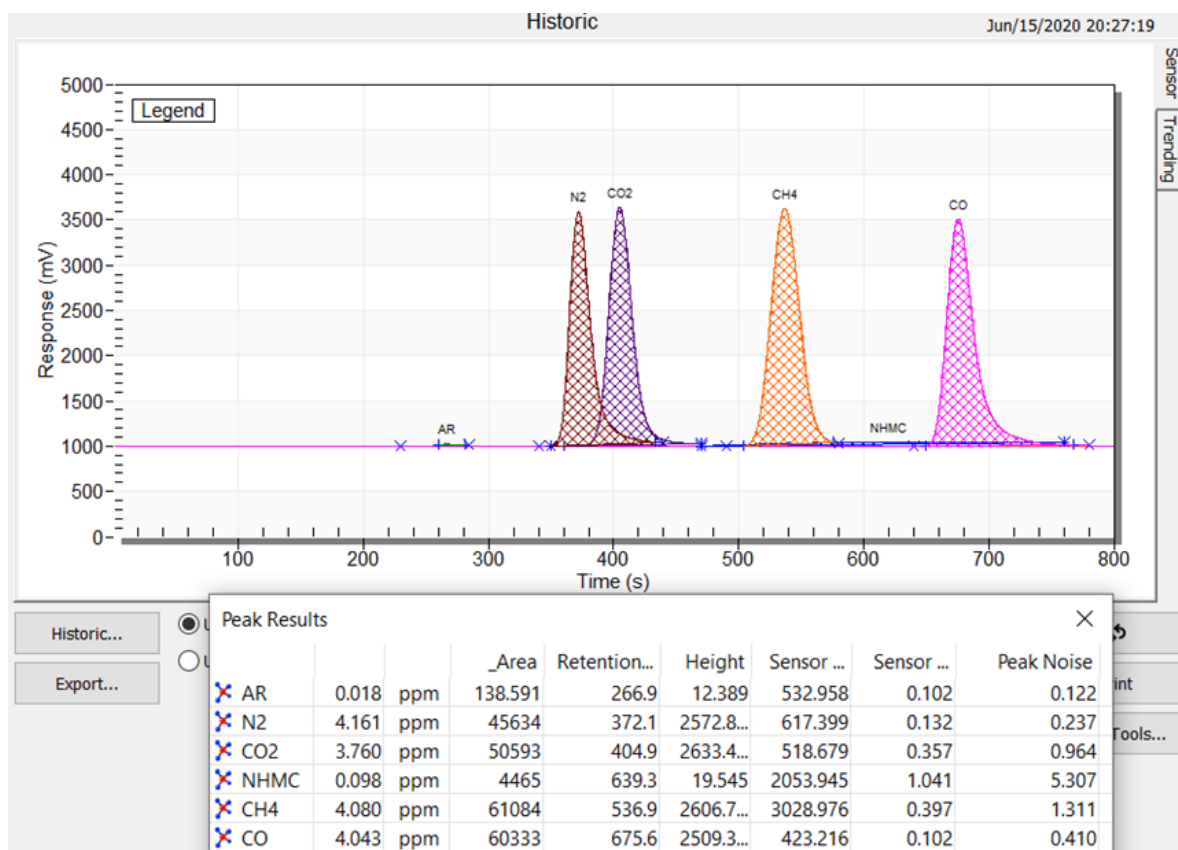 Historic
Jun/15/2020 20:27:19
Sensor
Trending
Legend
5000
4500
4000
3500
3000
2500
2000
1500
1000
500
0
Response (mV)
AR
N2
CO2
CH4
NHMC
CO
100 200 300 400 500 600 700 800
Time (s)
Historic...
Export...
Tools...
Peak Results
_Area Retention... Height Sensor ... Sensor ... Peak Noise
AR 0.018 ppm 138.591 266.9 12.389 532.958 0.102 0.122
N2 4.161 ppm 45634 372.1 2572.8... 617.399 0.132 0.237
CO2 3.760 ppm 50593 404.9 2633.4... 518.679 0.357 0.964
NHMC 0.098 ppm 4465 639.3 19.545 2053.945 1.041 5.307
CH4 4.080 ppm 61084 536.9 2606.7... 3028.976 0.397 1.311
CO 4.043 ppm 60333 675.6 2509.3... 423.216 0.102 0.410